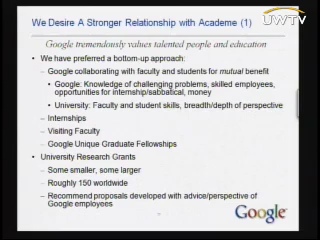 UWTV
We Desire A Stronger Relationship with Academe (1)
Google tremendously values talented people and education
• We have preferred a bottom-up approach:
– Google collaborating with faculty and students for mutual benefit
• Google: Knowledge of challenging problems, skilled employees,
opportunities for internship/sabbatical, money
• University: Faculty and student skills, breadth/depth of perspective
– Internships
– Visiting Faculty
– Google Unique Graduate Fellowships
• University Research Grants
– Some smaller, some larger
– Roughly 150 worldwide
– Recommend proposals developed with advice/perspective of
Google employees
Google